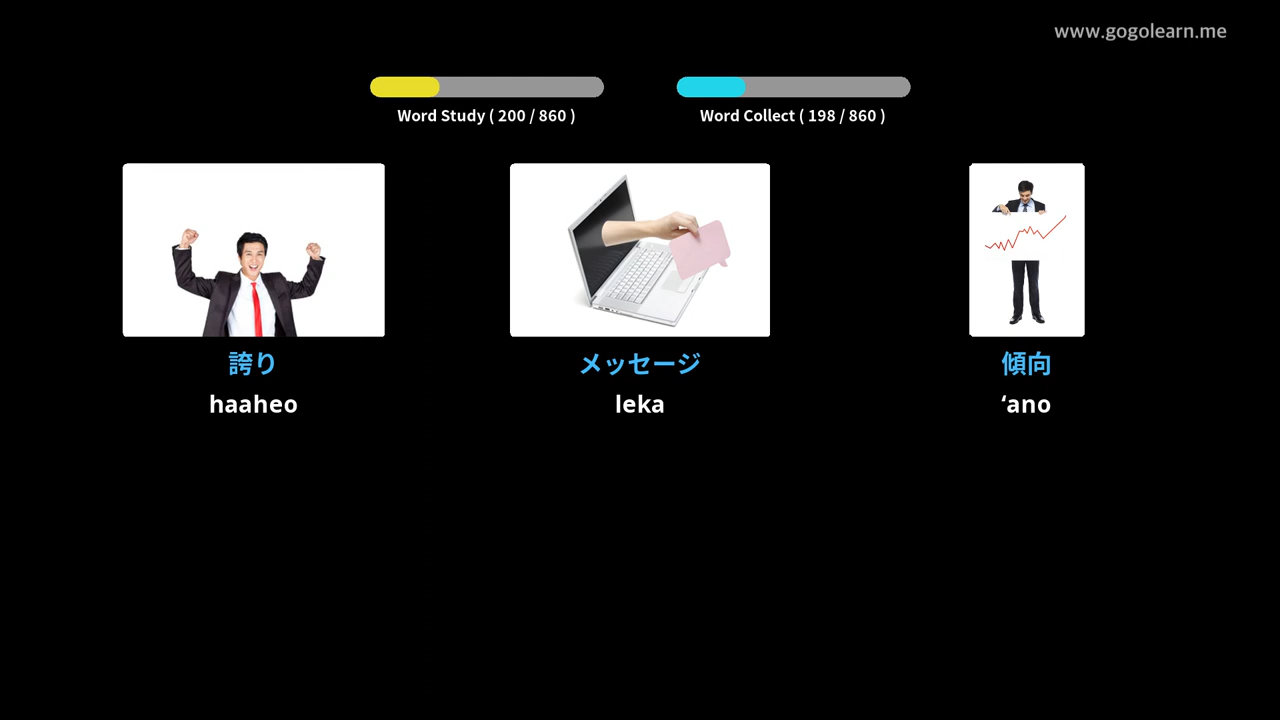 www.gogolearn.me
Word Study ( 200 / 860 )
Word Collect ( 198 / 860 )
誇り
haaheo
メッセージ
leka
傾向
‘ano